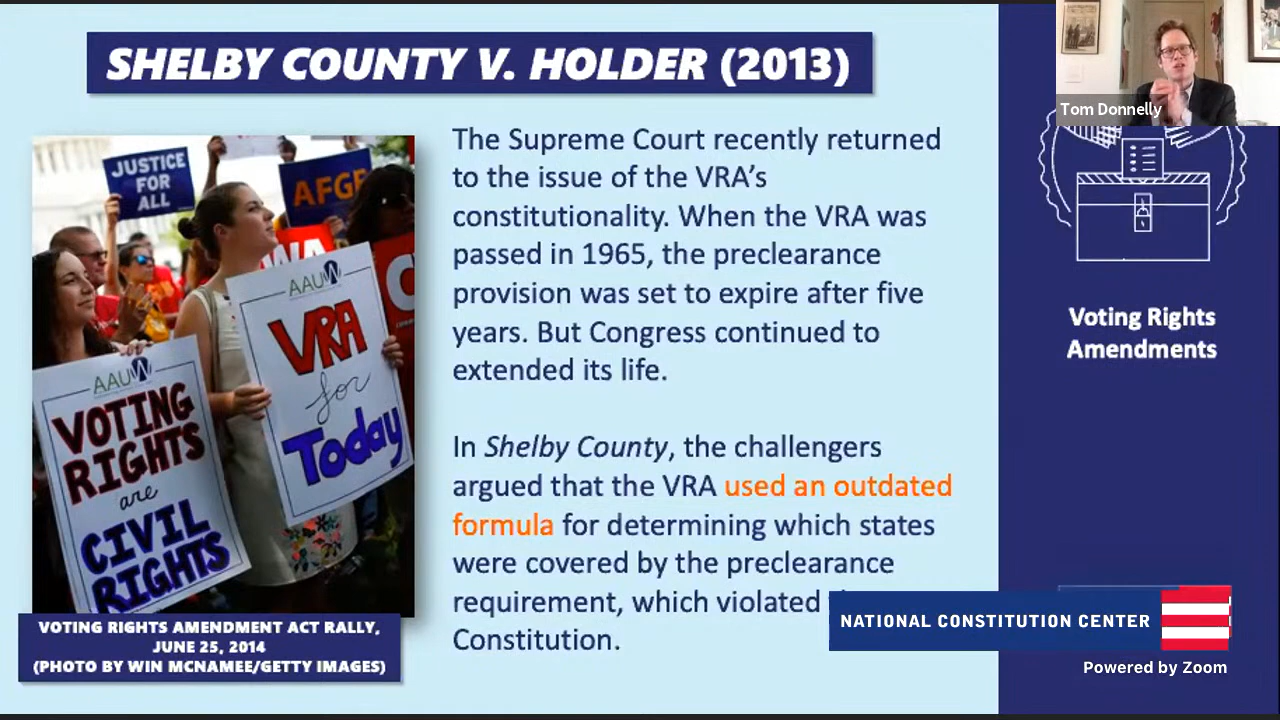 SHELBY COUNTY V. HOLDER (2013)
Tom Donnelly
JUSTICE
FOR
ALL
AFGE
AAUW
VRA
for
Today
AAUW
VOTING
RIGHTS
are
CIVIL
RIGHTS
VOTING RIGHTS AMENDMENT ACT RALLY,
JUNE 25, 2014
(PHOTO BY WIN MCNAMEE/GETTY IMAGES)
The Supreme Court recently returned
to the issue of the VRA’s
constitutionality. When the VRA was
passed in 1965, the preclearance
provision was set to expire after five
years. But Congress continued to
extended its life.
In Shelby County, the challengers
argued that the VRA used an outdated
formula for determining which states
were covered by the preclearance
requirement, which violated
Constitution.
Voting Rights
Amendments
NATIONAL CONSTITUTION CENTER
Powered by Zoom